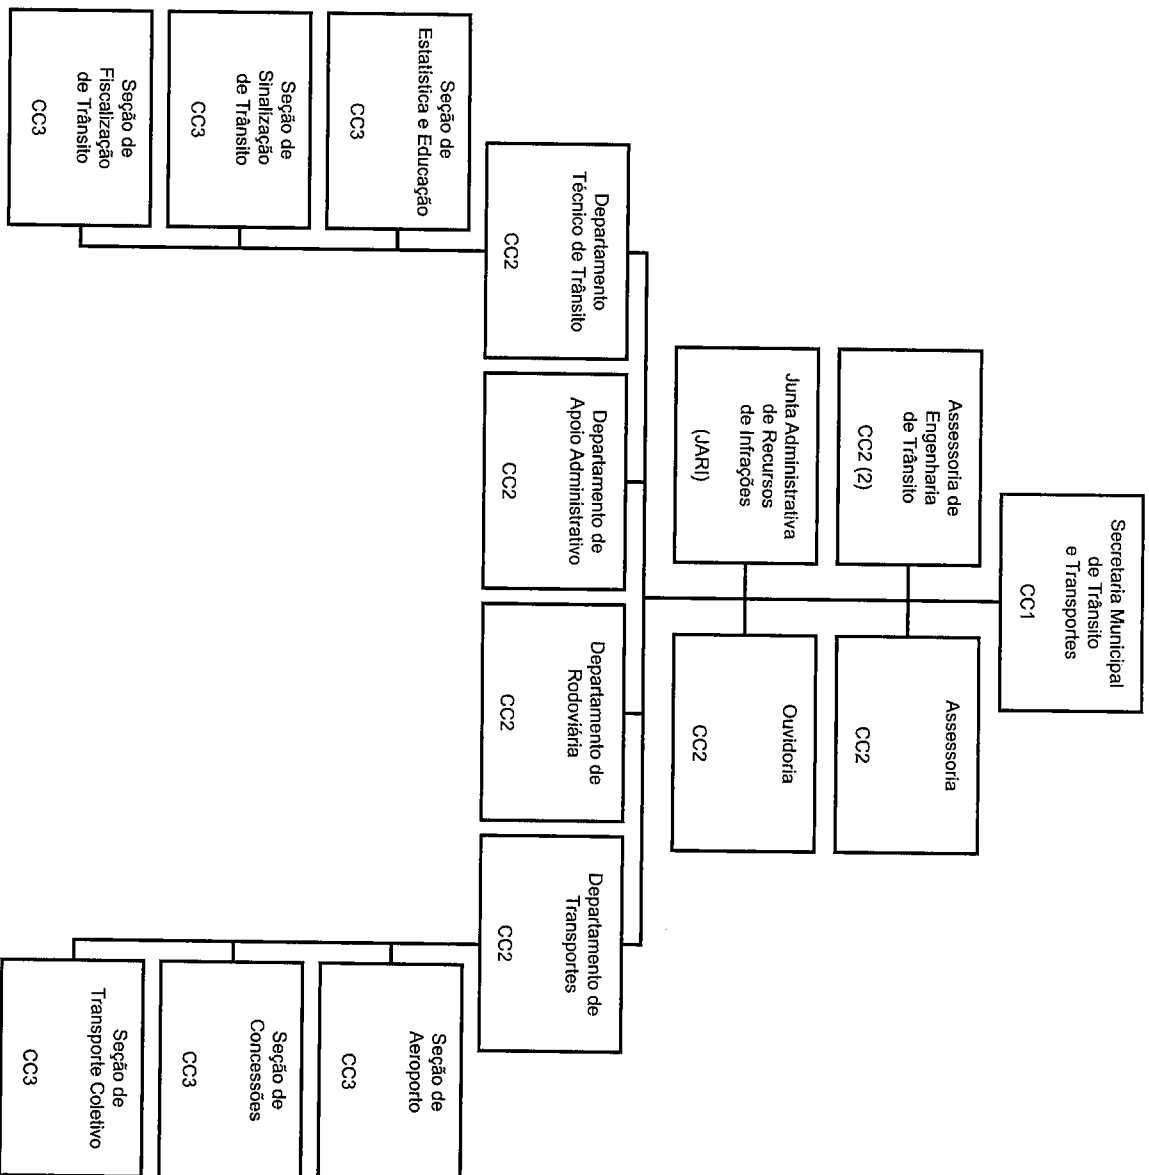 Secretaria Municipal
de Trânsito
e Transportes
CC1
Assessoria de
Engenharia
de Trânsito
CC2 (2)
Assessoria
CC2
Junta Administrativa
de Recursos
de Infrações
(JARI)
Ouvidoria
CC2
Departamento
Técnico de Trânsito
CC2
Departamento de
Apoio Administrativo
CC2
Departamento de
Rodoviária
CC2
Departamento de
Transportes
CC2
Seção de
Estatística e Educação
CC3
Seção de
Sinalização
de Trânsito
CC3
Seção de
Fiscalização
de Trânsito
CC3
Seção de
Aeroporto
CC3
Seção de
Concessões
CC3
Seção de
Transporte Coletivo
CC3